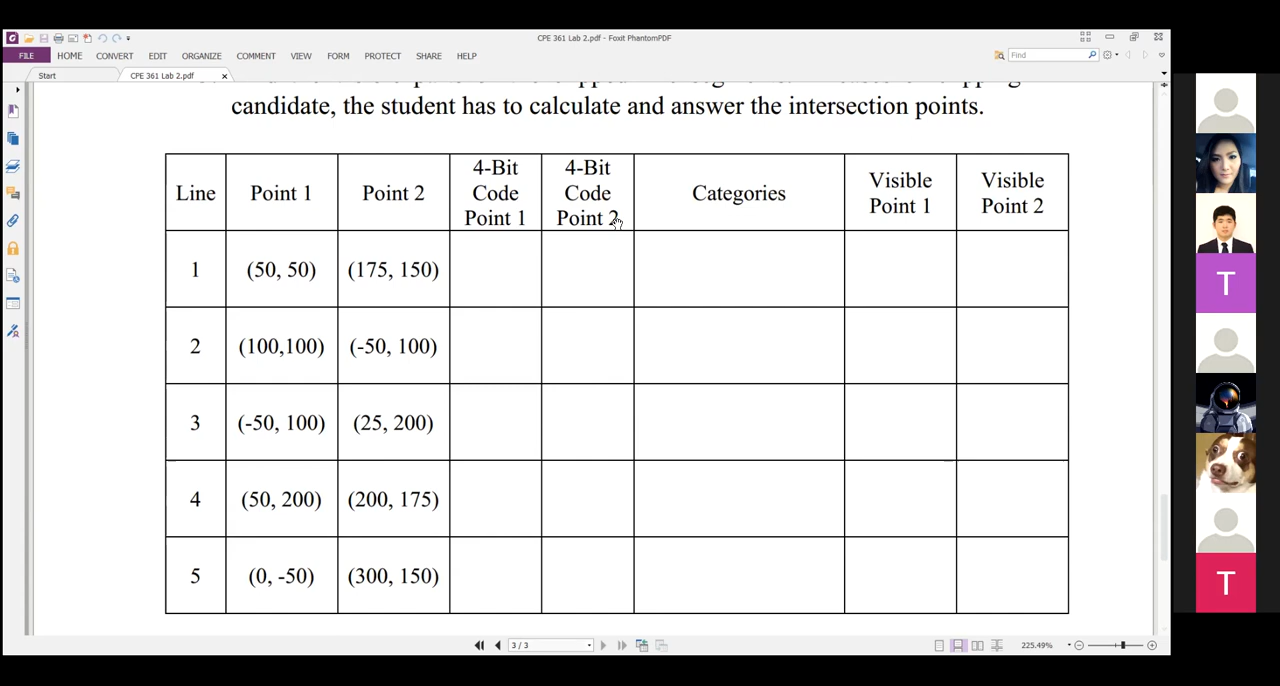 CPE 361 Lab 2.pdf - Foxit PhantomPDF
FILE HOME CONVERT EDIT ORGANIZE COMMENT VIEW FORM PROTECT SHARE HELP
Find
Start CPE 361 Lab 2.pdf
candidate, the student has to calculate and answer the intersection points.
Line Point 1 Point 2 4-Bit Code Point 1 4-Bit Code Point 2 Categories Visible Point 1 Visible Point 2
1 (50, 50) (175, 150)
2 (100,100) (-50, 100)
3 (-50, 100) (25, 200)
4 (50, 200) (200, 175)
5 (0, -50) (300, 150)
T
T
3 / 3
225.49%